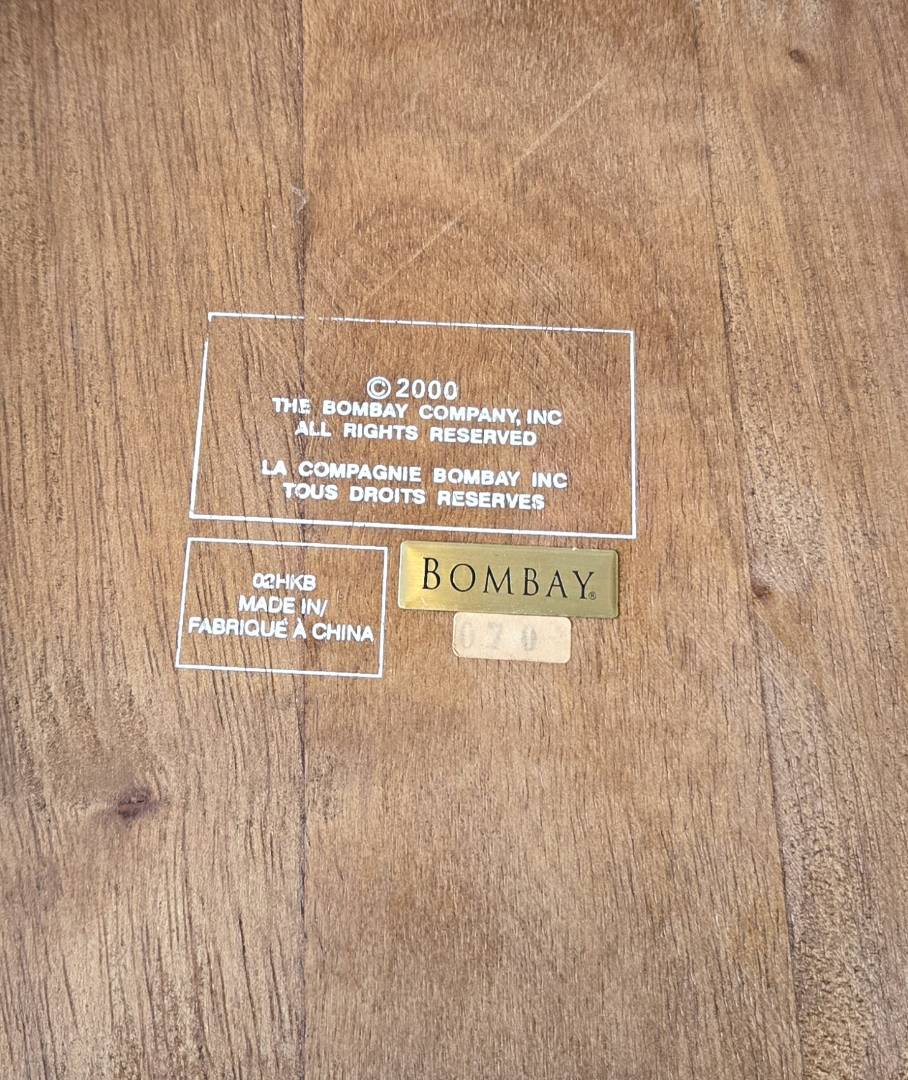 ©2000
THE BOMBAY COMPANY, INC
ALL RIGHTS RESERVED
LA COMPAGNIE BOMBAY INC
TOUS DROITS RESERVES
02HKB
MADE IN/
FABRIQUÉ À CHINA
BOMBAY®
070